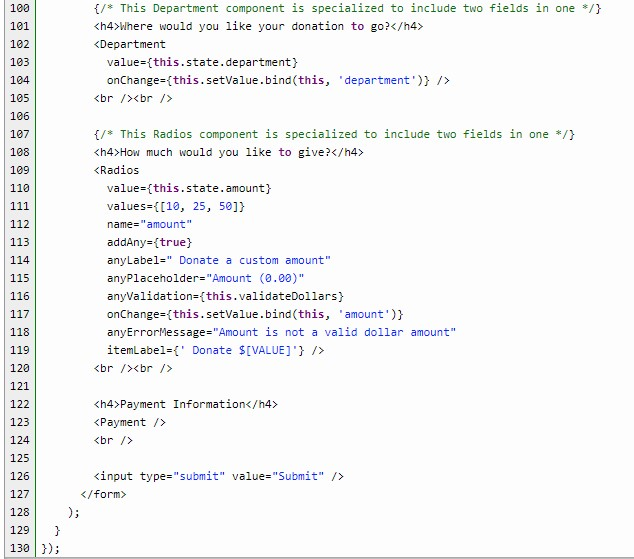 100 {/* This Department component is specialized to include two fields in one */}
101 <h4>Where would you like your donation to go?</h4>
102 <Department
103 value={this.state.department}
104 onChange={this.setValue.bind(this, 'department')} />
105 <br /><br />
106
107 {/* This Radios component is specialized to include two fields in one */}
108 <h4>How much would you like to give?</h4>
109 <Radios
110 value={this.state.amount}
111 values={[10, 25, 50]}
112 name="amount"
113 addAny={true}
114 anyLabel=" Donate a custom amount"
115 anyPlaceholder="Amount (0.00)"
116 anyValidation={this.validateDollars}
117 onChange={this.setValue.bind(this, 'amount')}
118 anyErrorMessage="Amount is not a valid dollar amount"
119 itemLabel={' Donate $[VALUE]'} />
120 <br /><br />
121
122 <h4>Payment Information</h4>
123 <Payment />
124 <br />
125
126 <input type="submit" value="Submit" />
127 </form>
128 );
129 }
130 });